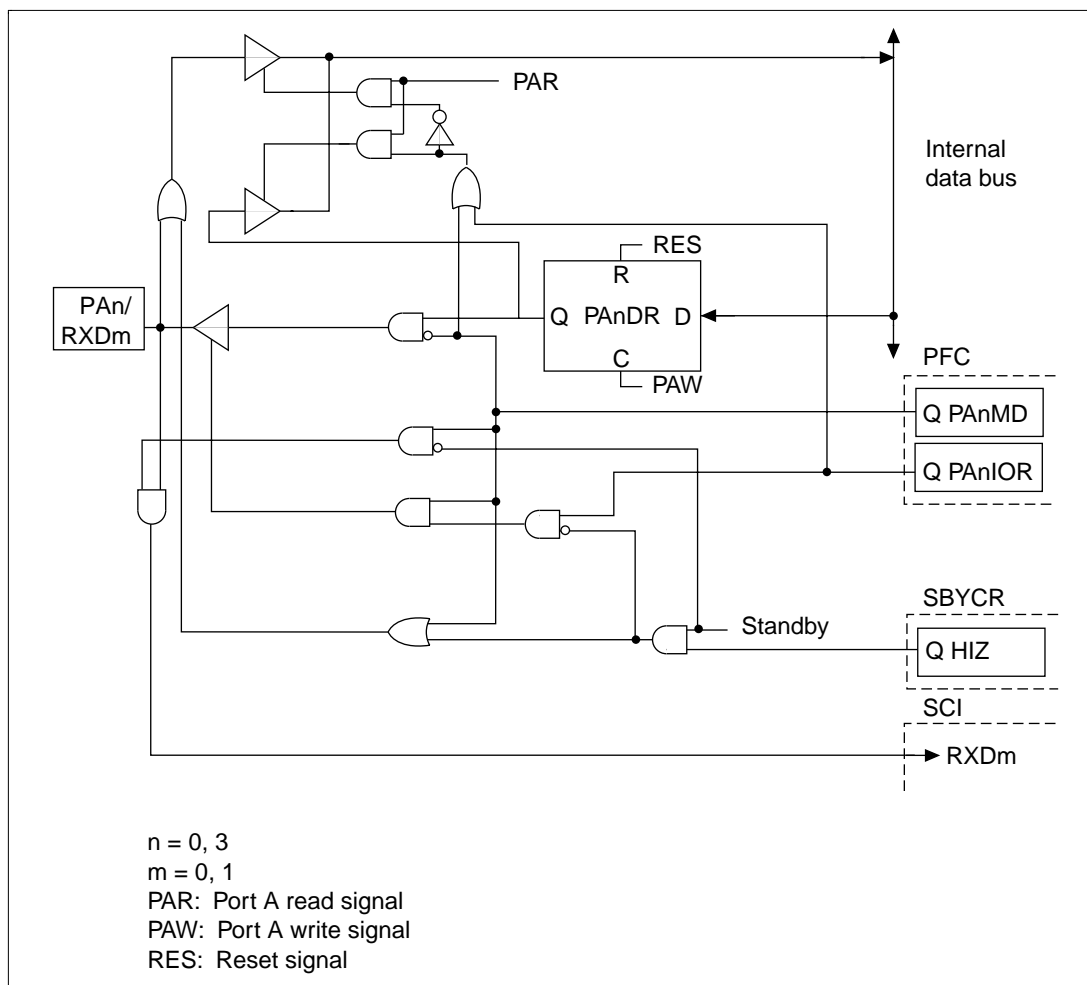 PAR
Internal
data bus
RES
R
PAn/
RXDm
Q PAnDR D
C
PAW
PFC
Q PAnMD
Q PAnIOR
SBYCR
Standby
Q HIZ
SCI
RXDm
n = 0, 3
m = 0, 1
PAR: Port A read signal
PAW: Port A write signal
RES: Reset signal